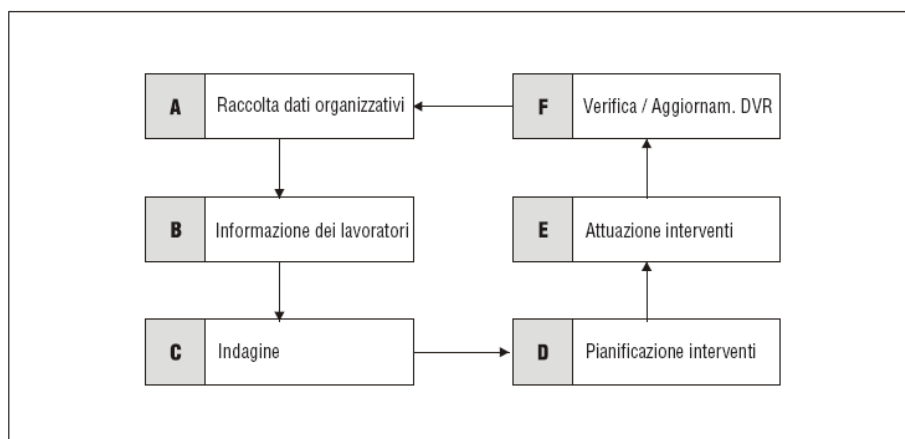 A Raccolta dati organizzativi
B Informazione dei lavoratori
C Indagine
D Pianificazione interventi
E Attuazione interventi
F Verifica / Aggiornam. DVR